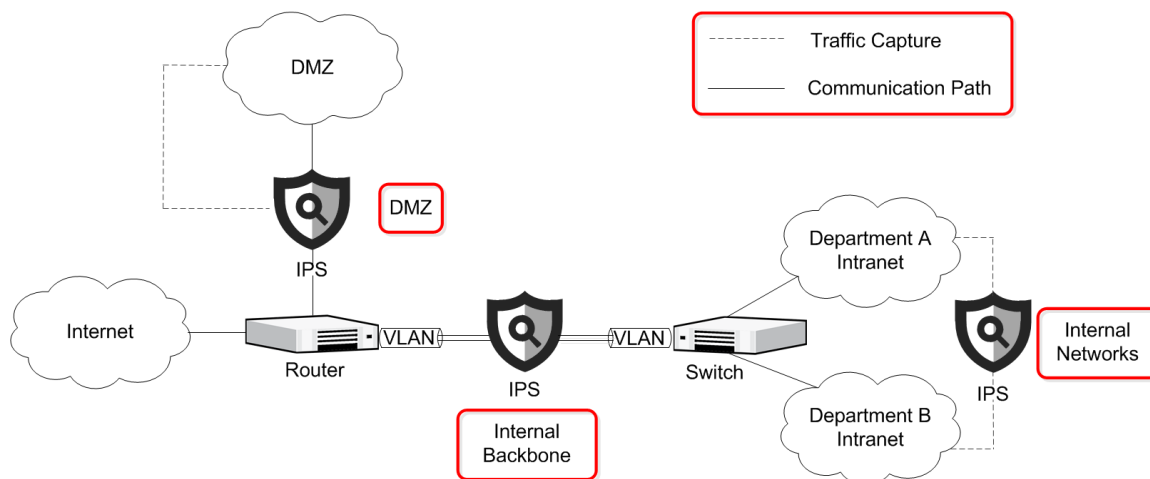 DMZ
Traffic Capture
Communication Path
IPS
DMZ
Internet
Router
VLAN
IPS
Internal
Backbone
VLAN
Switch
Department A
Intranet
Department B
Intranet
IPS
Internal
Networks